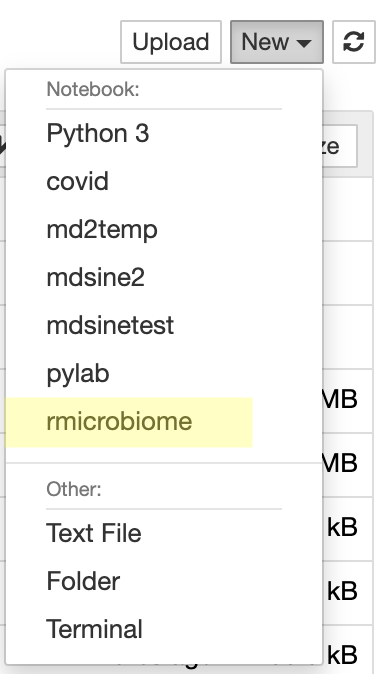 Upload New
Notebook:
Python 3
ze
covid
md2temp
mdsine2
mdsinetest
pylab
MB
rmicrobiome
MB
Other:
Text File
kB
Folder
kB
Terminal
kB